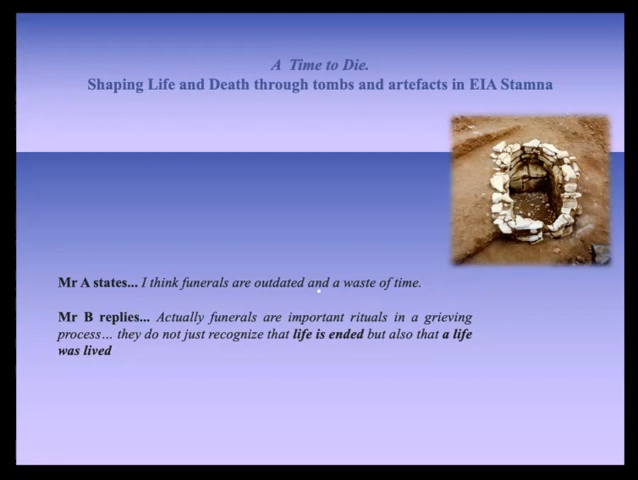 A Time to Die.
Shaping Life and Death through tombs and artefacts in EIA Stamna
Mr A states... I think funerals are outdated and a waste of time.
Mr B replies... Actually funerals are important rituals in a grieving
process… they do not just recognize that life is ended but also that a life
was lived